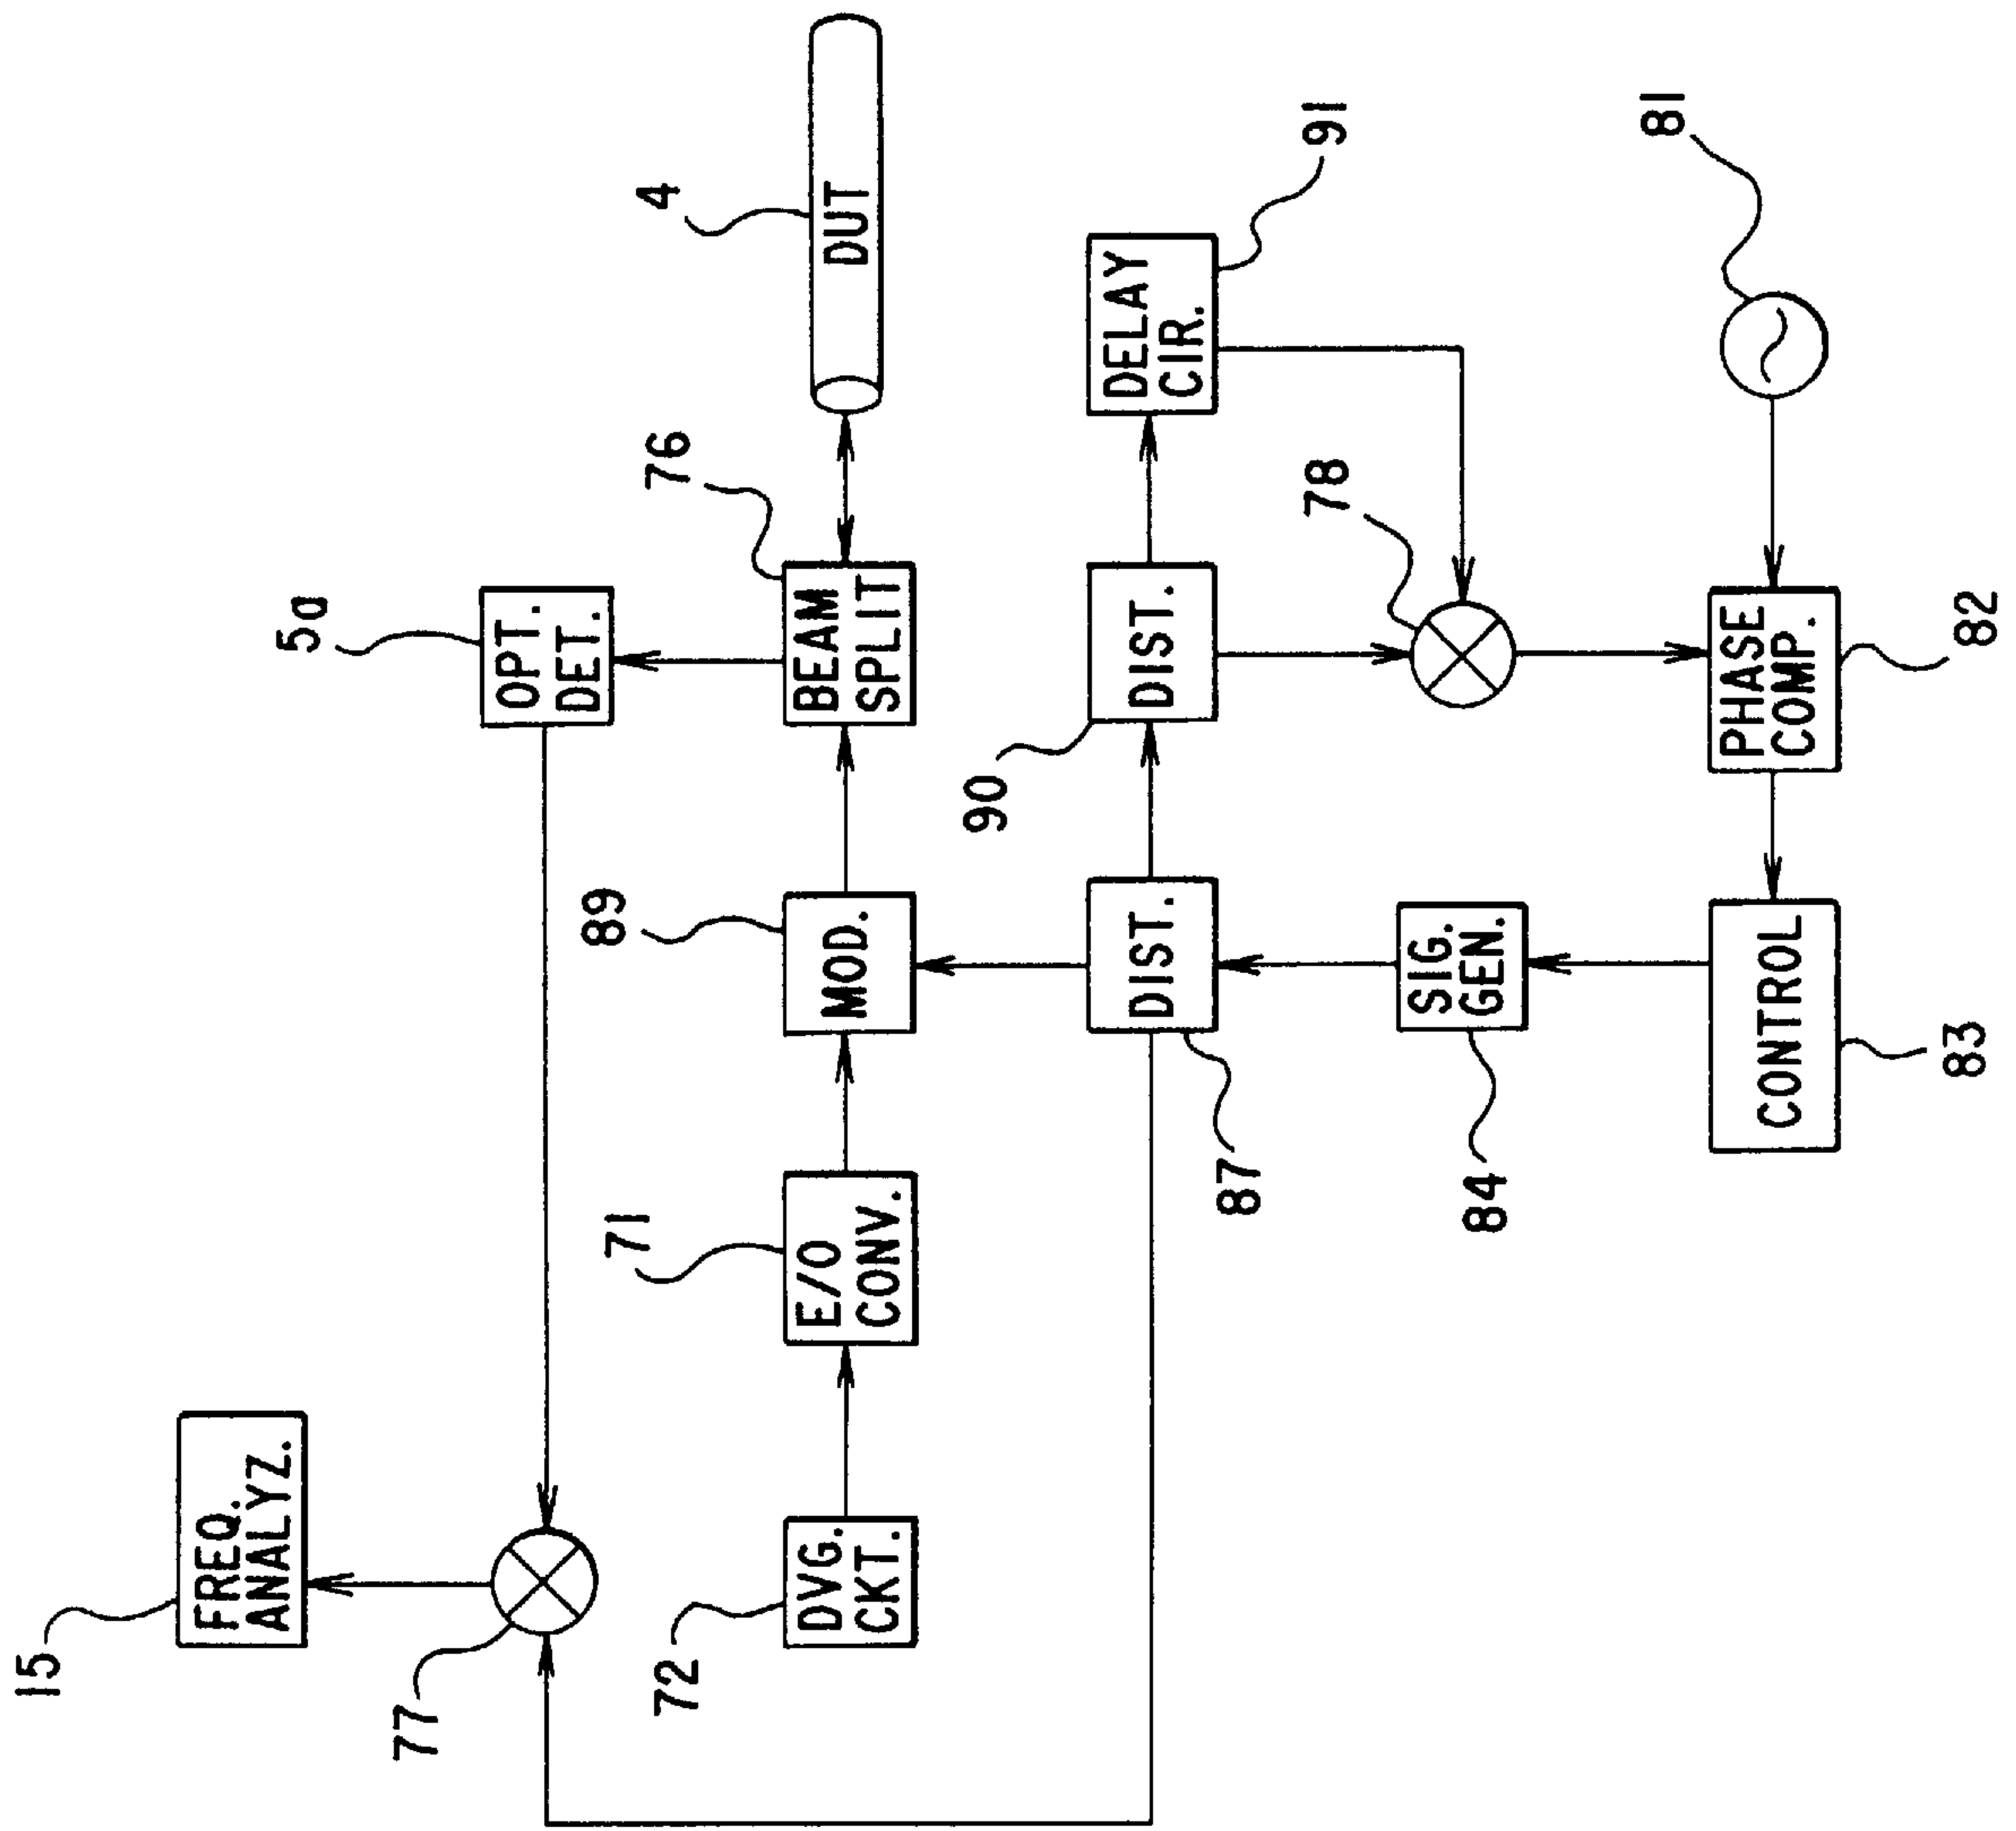 15
FREQ.
ANALYZ.
77
5a
OPT.
DET.
72
DVG.
CKT.
71
E/O
CONV.
89
MOD.
76
BEAM
SPLIT
4
DUT
87
DIST.
90
DIST.
DELAY
CIR.
91
84
SIG.
GEN.
78
83
CONTROL
PHASE
COMP.
82
81